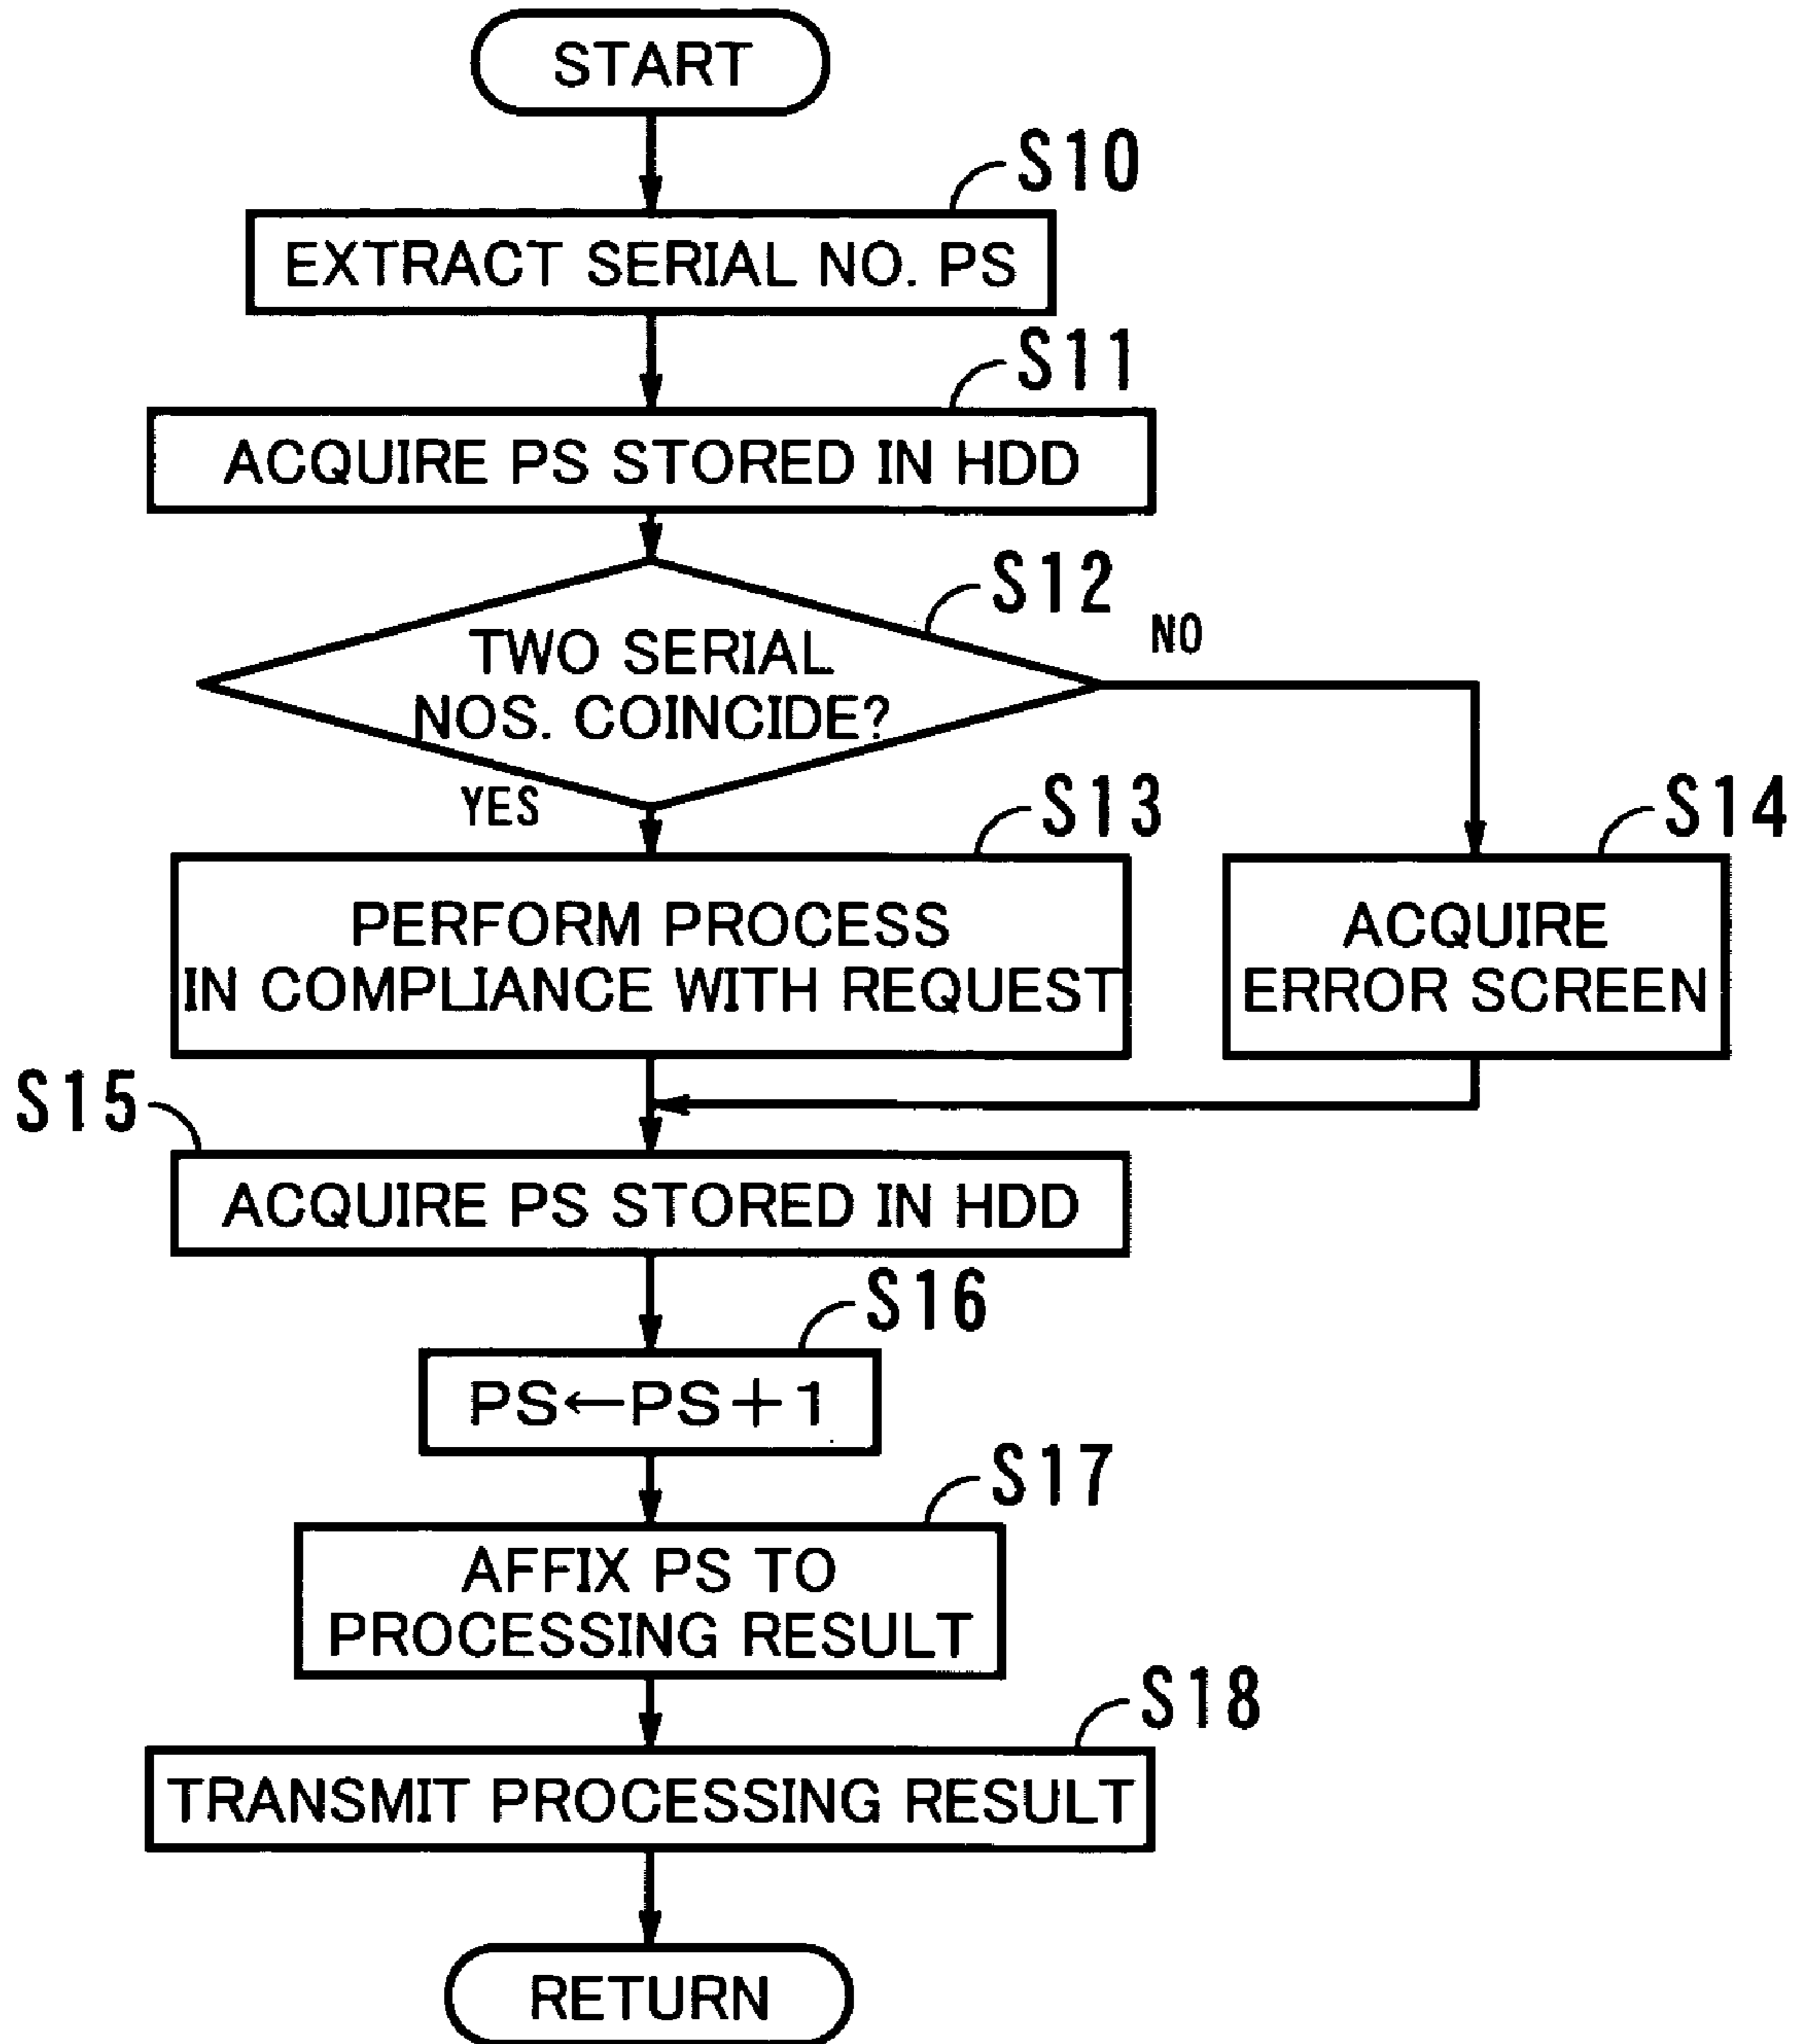 START
S10
EXTRACT SERIAL NO. PS
S11
ACQUIRE PS STORED IN HDD
S12
TWO SERIAL
NOS. COINCIDE?
NO
YES
S13
PERFORM PROCESS
IN COMPLIANCE WITH REQUEST
S14
ACQUIRE
ERROR SCREEN
S15
ACQUIRE PS STORED IN HDD
S16
PS←PS+1
S17
AFFIX PS TO
PROCESSING RESULT
S18
TRANSMIT PROCESSING RESULT
RETURN